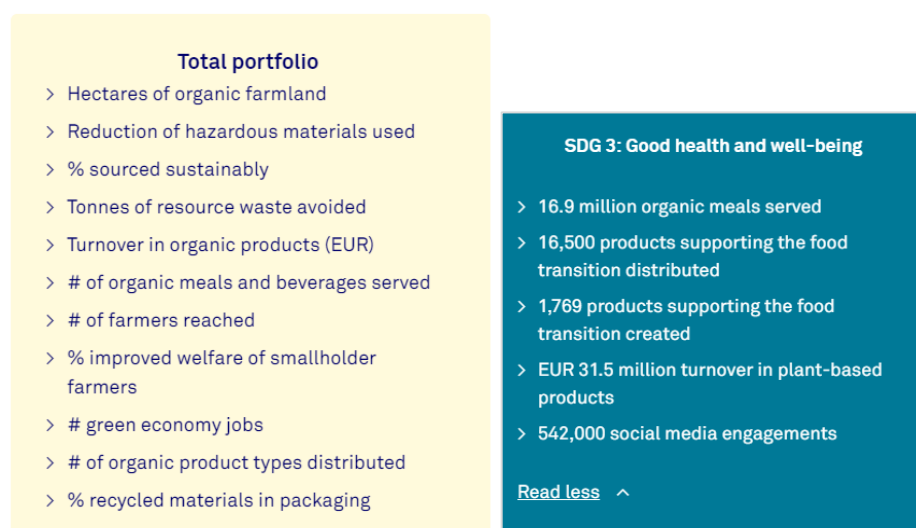 Total portfolio
> Hectares of organic farmland
> Reduction of hazardous materials used
> % sourced sustainably
> Tonnes of resource waste avoided
> Turnover in organic products (EUR)
> # of organic meals and beverages served
> # of farmers reached
> % improved welfare of smallholder
farmers
> # green economy jobs
> # of organic product types distributed
> % recycled materials in packaging
SDG 3: Good health and well-being
> 16.9 million organic meals served
> 16,500 products supporting the food
transition distributed
> 1,769 products supporting the food
transition created
> EUR 31.5 million turnover in plant-based
products
> 542,000 social media engagements
Read less